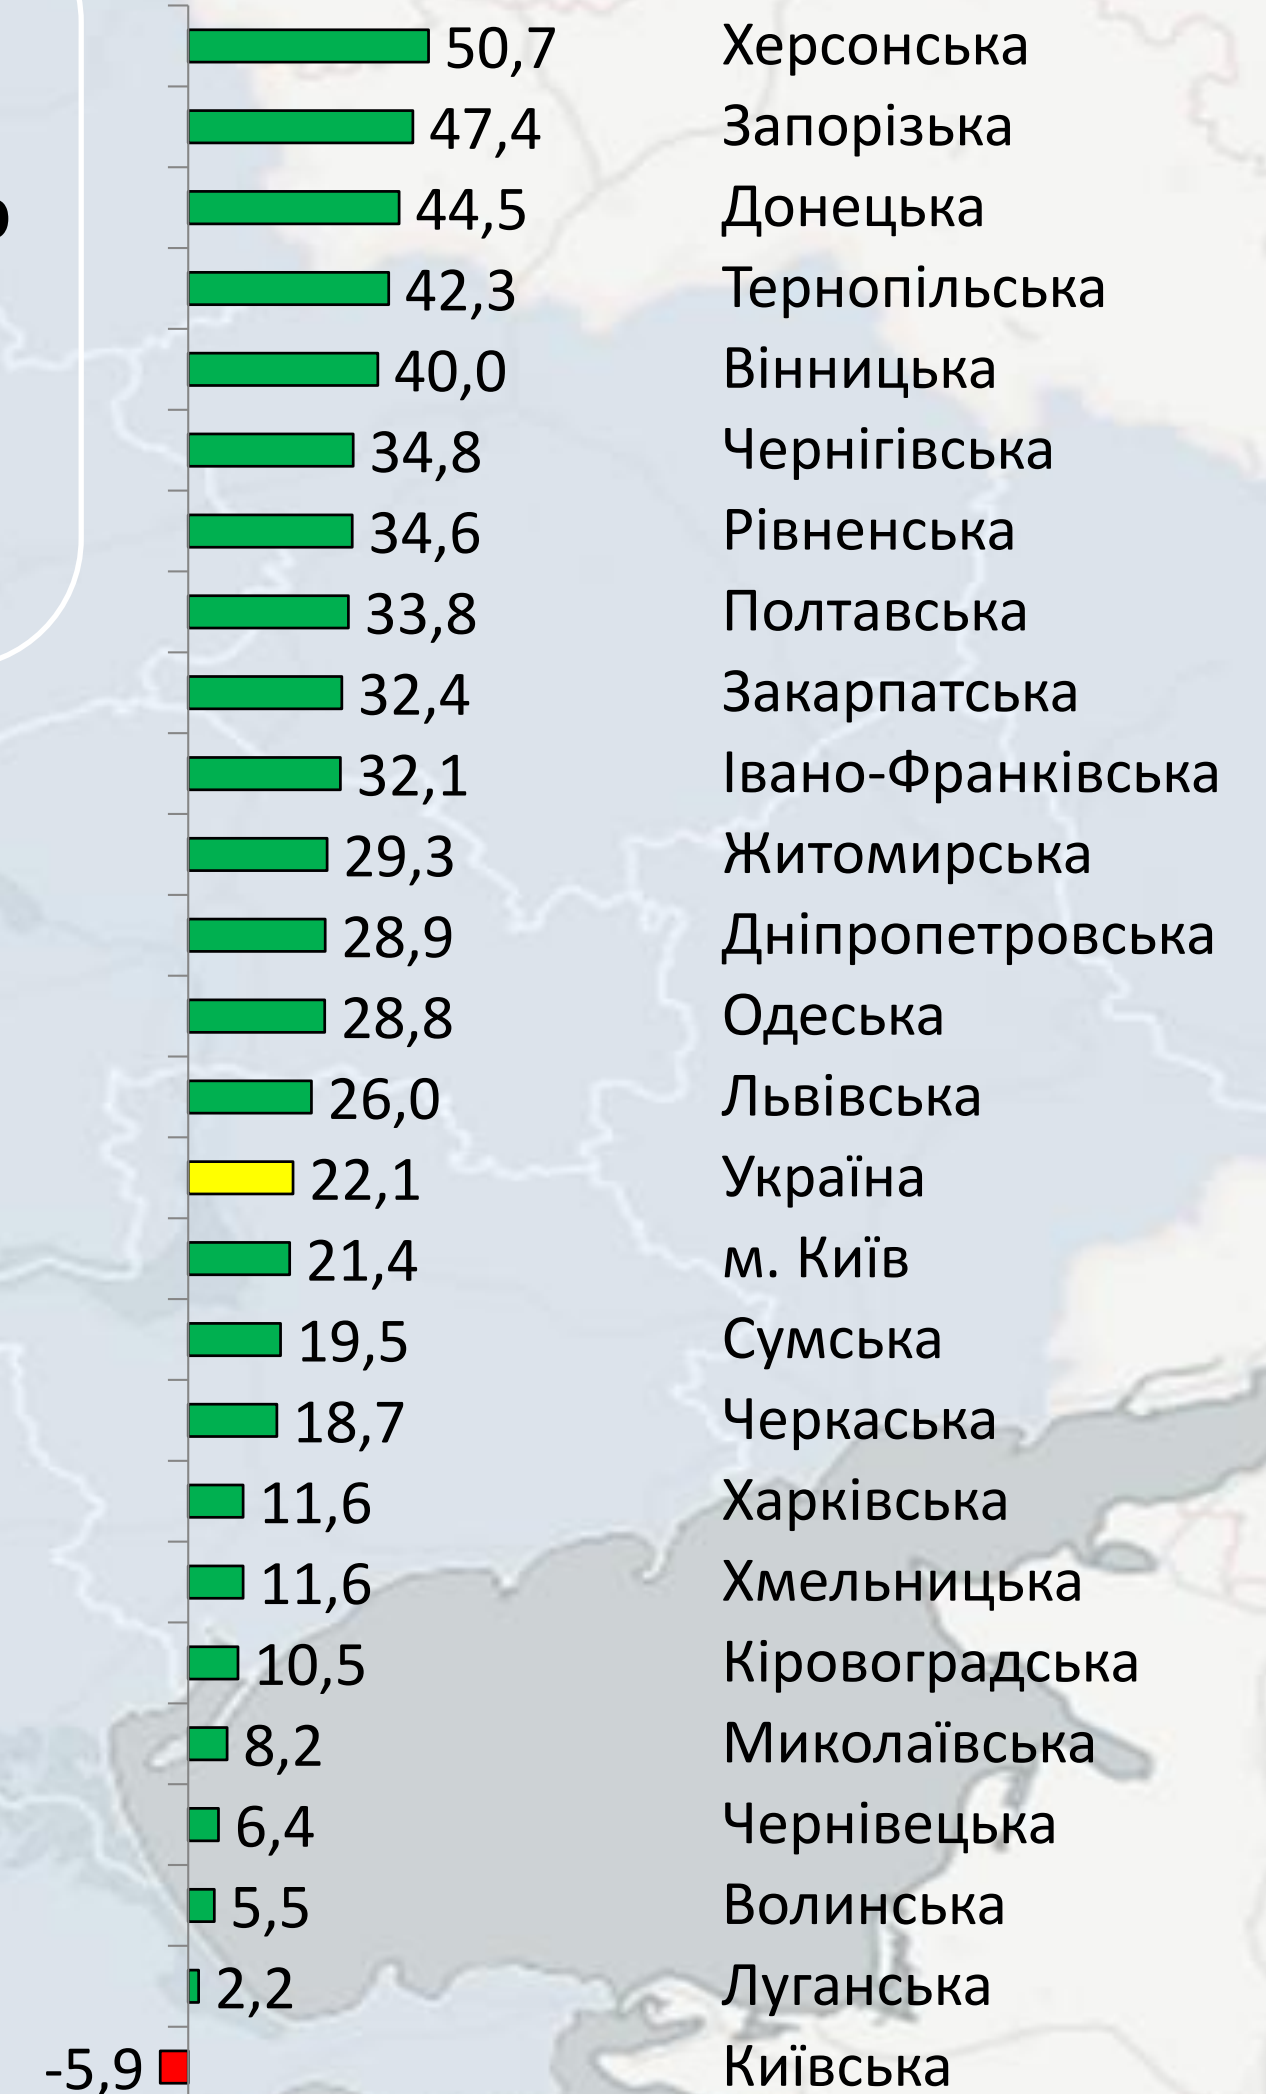 50,7 Херсонська
47,4 Запорізька
44,5 Донецька
42,3 Тернопільська
40,0 Вінницька
34,8 Чернігівська
34,6 Рівненська
33,8 Полтавська
32,4 Закарпатська
32,1 Івано-Франківська
29,3 Житомирська
28,9 Дніпропетровська
28,8 Одеська
26,0 Львівська
22,1 Україна
21,4 м. Київ
19,5 Сумська
18,7 Черкаська
11,6 Харківська
11,6 Хмельницька
10,5 Кіровоградська
8,2 Миколаївська
6,4 Чернівецька
5,5 Волинська
2,2 Луганська
-5,9 Київська